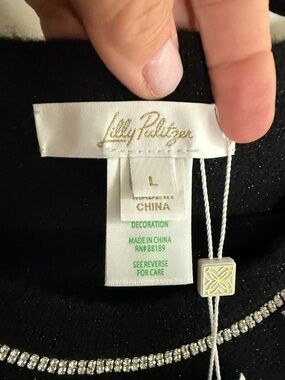 Lilly Pulitzer
L
CHINA
DECORATION
MADE IN CHINA
RN# 88189
SEE REVERSE
FOR CARE